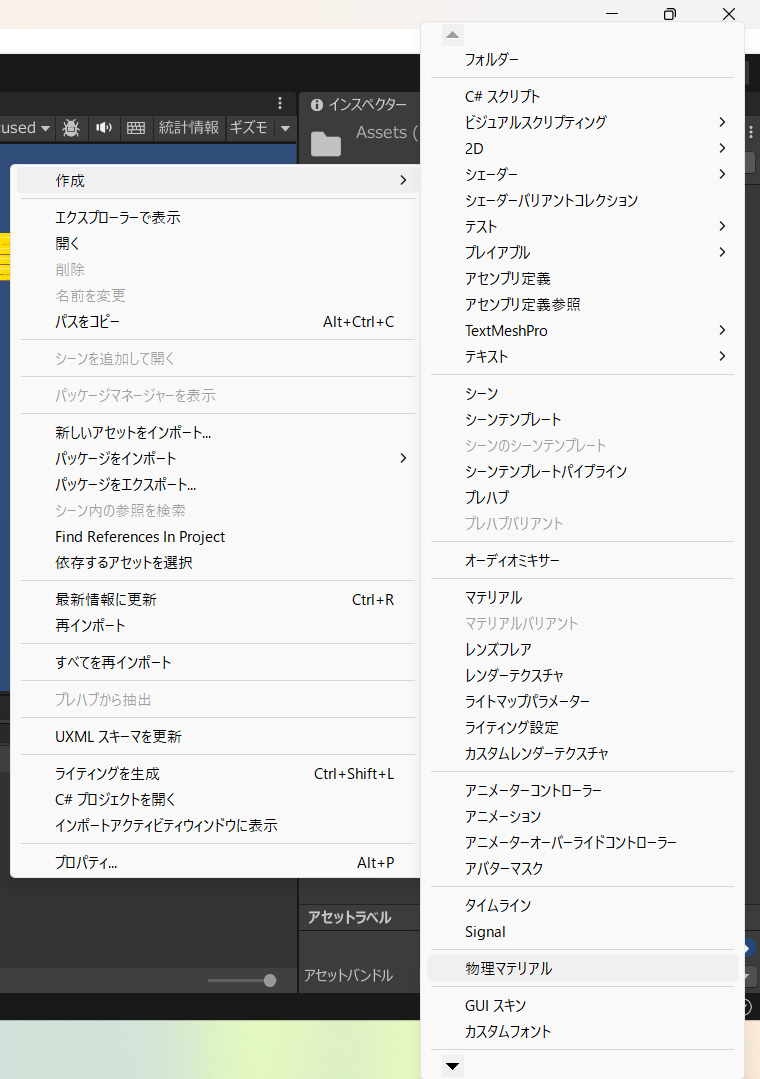 used
統計情報
ギズモ
インスペクター
Assets (
作成
エクスプローラーで表示
開く
削除
名前を変更
パスをコピー Alt+Ctrl+C
シーンを追加して開く
パッケージマネージャーを表示
新しいアセットをインポート...
パッケージをインポート
パッケージをエクスポート...
シーン内の参照を検索
Find References In Project
依存するアセットを選択
最新情報に更新 Ctrl+R
再インポート
すべてを再インポート
プレハブから抽出
UXML スキーマを更新
ライティングを生成 Ctrl+Shift+L
C# プロジェクトを開く
インポートアクティビティウィンドウに表示
プロパティ... Alt+P
フォルダー
C# スクリプト
ビジュアルスクリプティング
2D
シェーダー
シェーダーバリアントコレクション
テスト
プレイアブル
アセンブリ定義
アセンブリ定義参照
TextMeshPro
テキスト
シーン
シーンテンプレート
シーンのシーンテンプレート
シーンテンプレートパイプライン
プレハブ
プレハブバリアント
オーディオミキサー
マテリアル
マテリアルバリアント
レンズフレア
レンダーテクスチャ
ライトマップパラメーター
ライティング設定
カスタムレンダーテクスチャ
アニメーターコントローラー
アニメーション
アニメーターオーバーライドコントローラー
アバターマスク
タイムライン
Signal
物理マテリアル
GUI スキン
カスタムフォント
アセットラベル
アセットバンドル